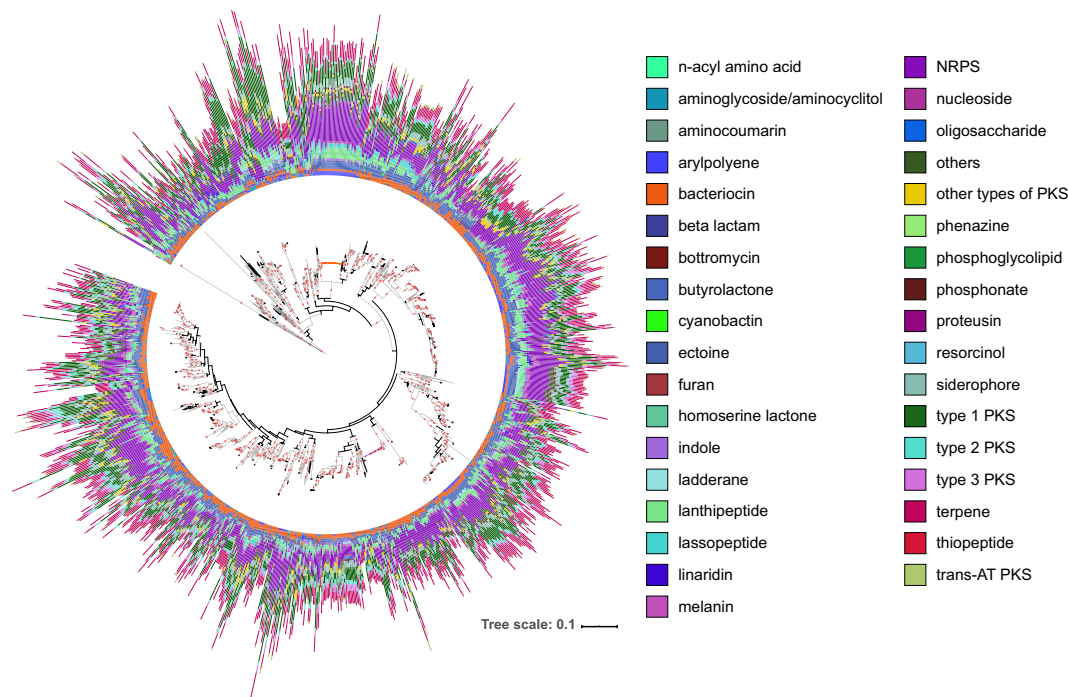 n-acyl amino acid
aminoglycoside/aminocyclitol
aminocoumarin
arylpolyene
bacteriocin
beta lactam
bottromycin
butyrolactone
cyanobactin
ectoine
furan
homoserine lactone
indole
ladderane
lanthipeptide
lassopeptide
linaridin
melanin
NRPS
nucleoside
oligosaccharide
others
other types of PKS
phenazine
phosphoglycolipid
phosphonate
proteusin
resorcinol
siderophore
type 1 PKS
type 2 PKS
type 3 PKS
terpene
thiopeptide
trans-AT PKS
Tree scale: 0.1